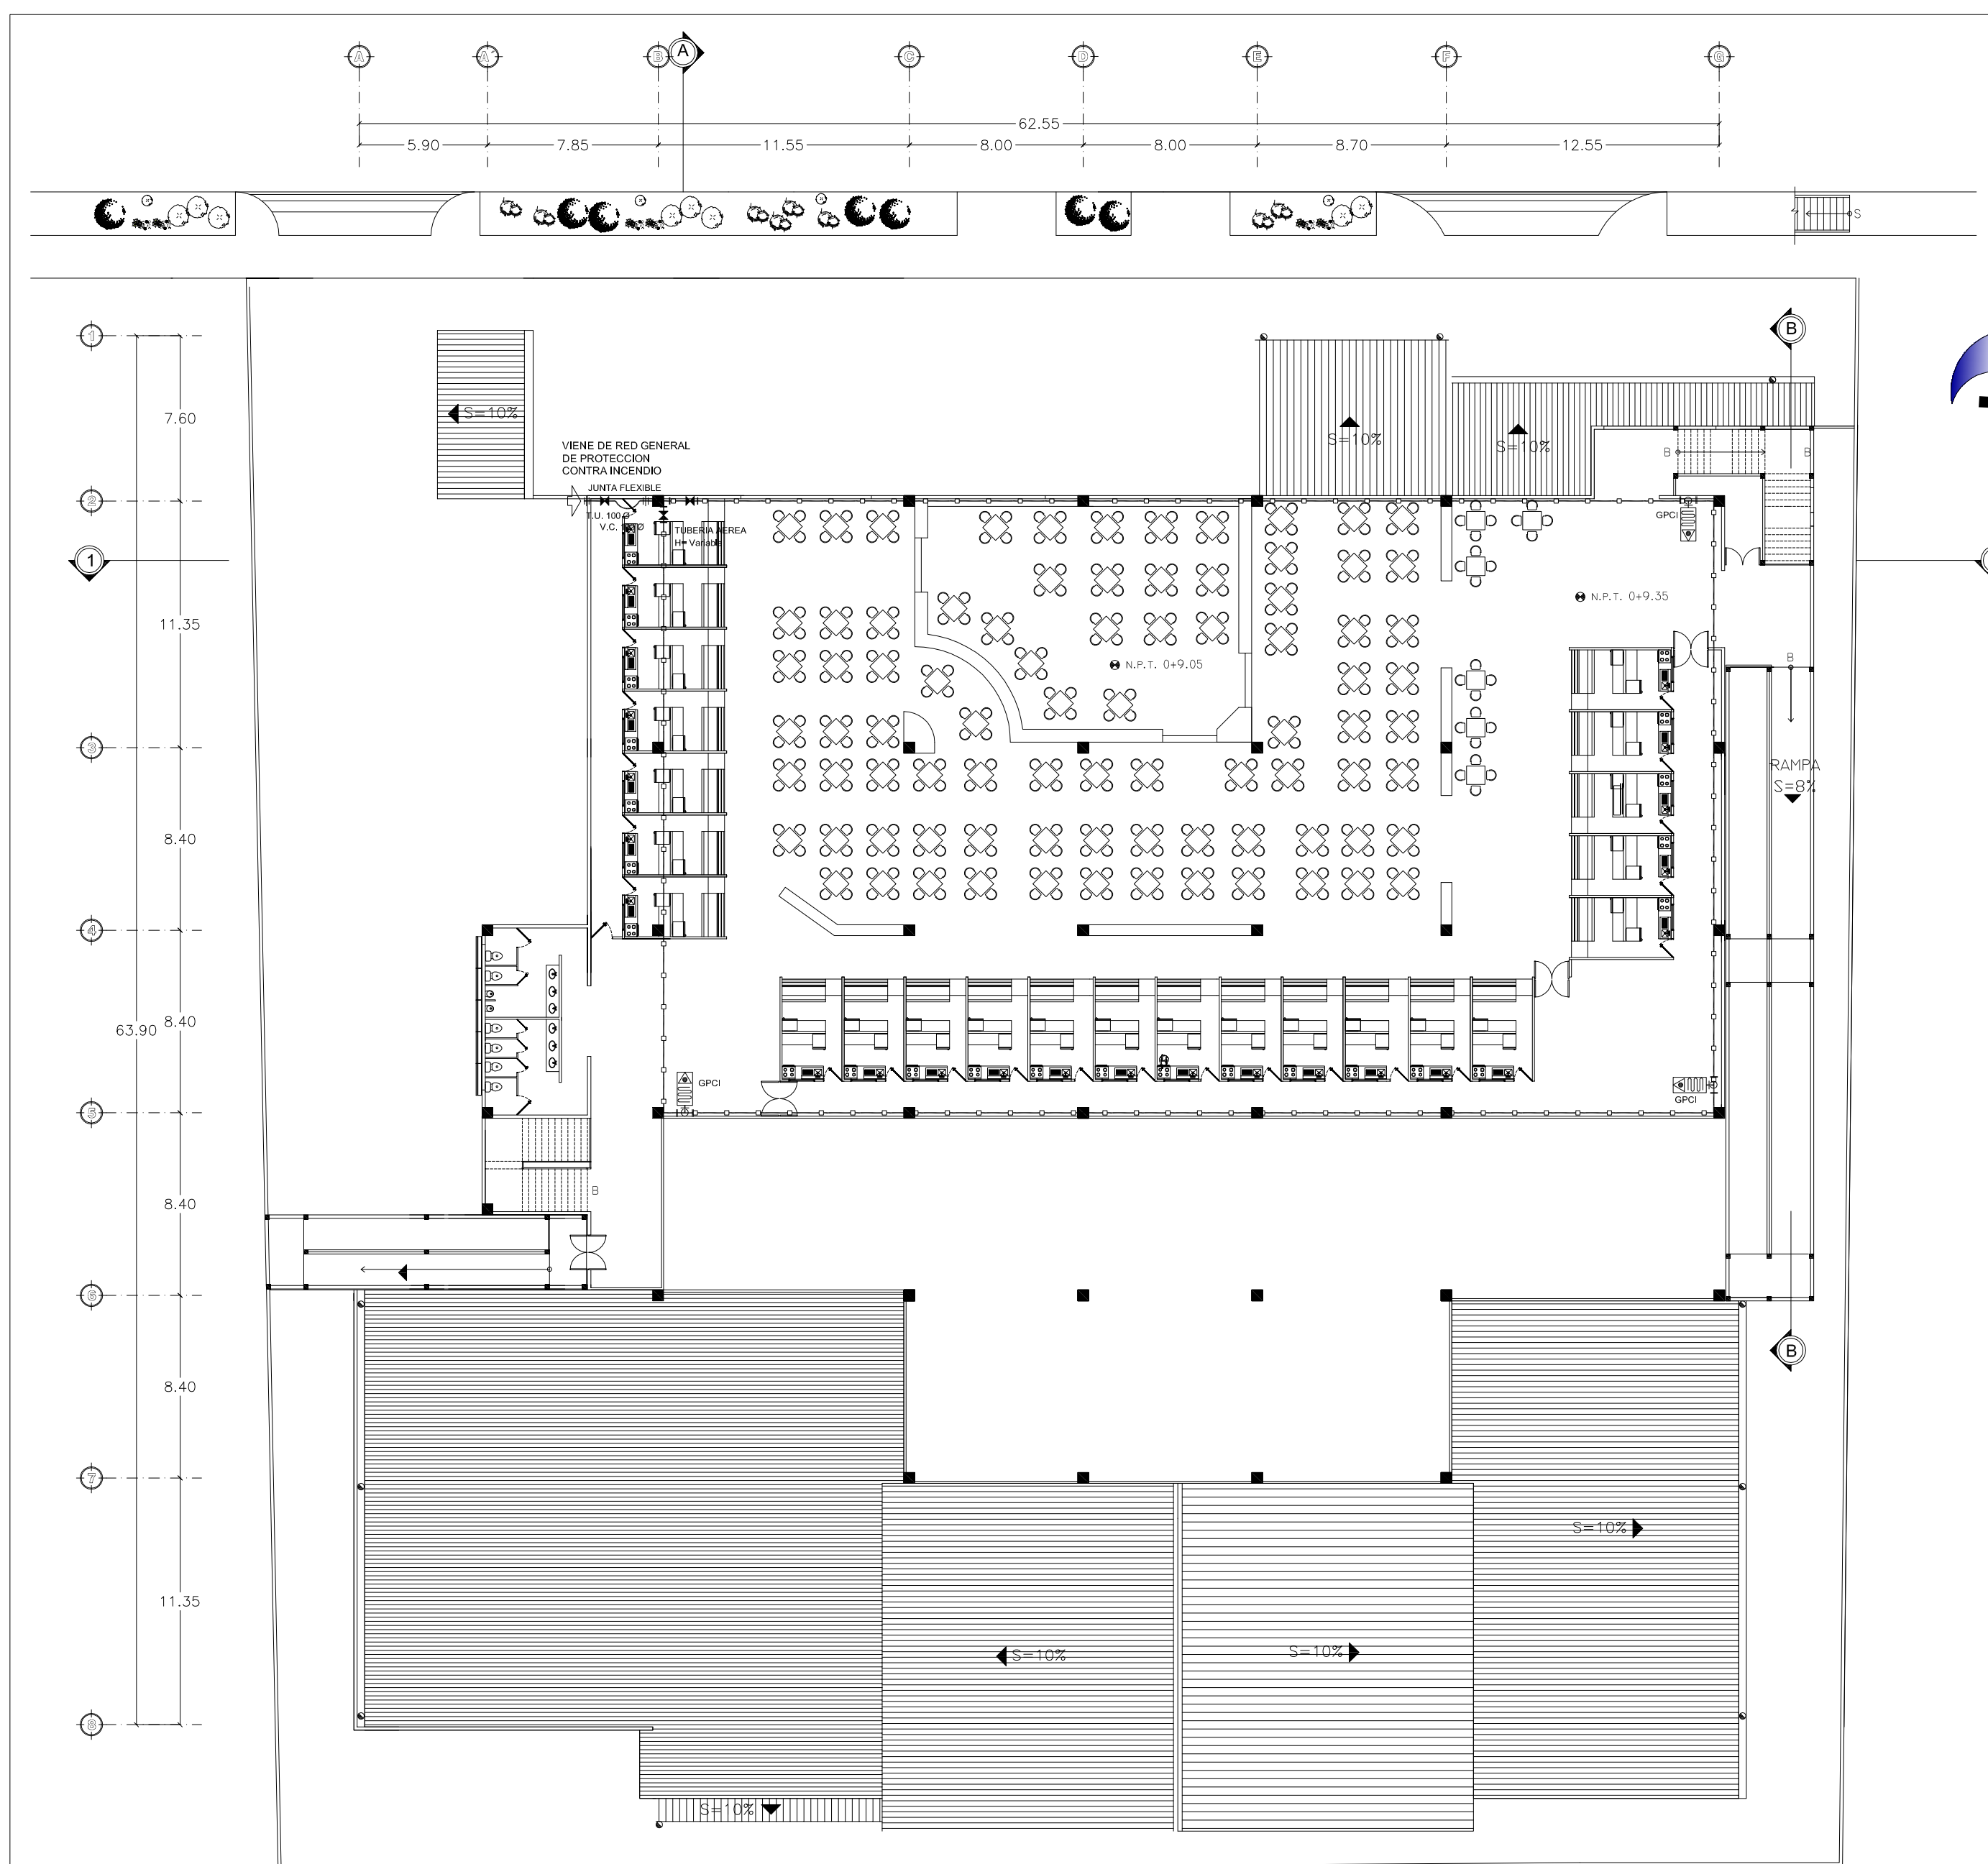 A A´ B A C D E F G
62.55
5.90 7.85 11.55 8.00 8.00 8.70 12.55
S
1
B
7.60
S=10%
S=10%
S=10%
VIENE DE RED GENERAL
DE PROTECCION
CONTRA INCENDIO
B B
JUNTA FLEXIBLE
2
T.U. 100 Ø
V.C.
TUBERIA AEREA
H= Variable
GPCI
1
N.P.T. 0+9.35
11.35
N.P.T. 0+9.05
B
3
RAMPA
S=8%
8.40
4
63.90
8.40
GPCI
GPCI
5
B
8.40
6
B
8.40
7
S=10%
11.35
S=10%
S=10%
8
S=10%